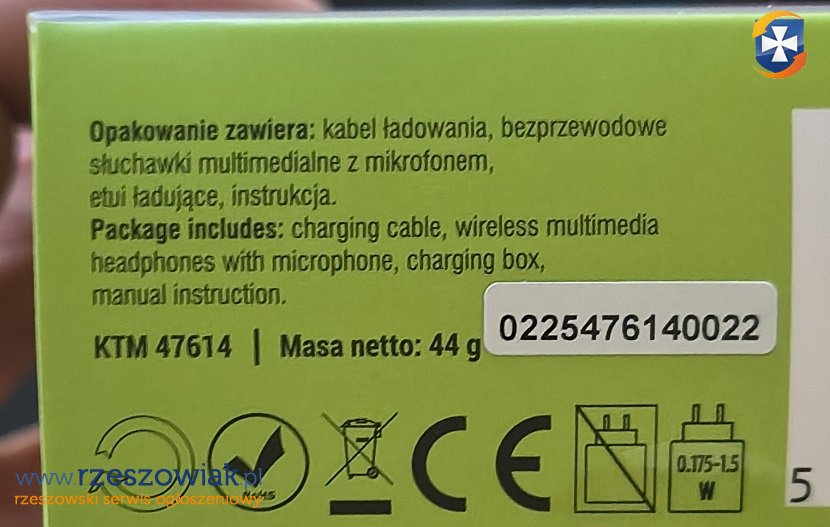 Opakowanie zawiera: kabel ładowania, bezprzewodowe
słuchawki multimedialne z mikrofonem,
etui ładujące, instrukcja.
Package includes: charging cable, wireless multimedia
headphones with microphone, charging box,
manual instruction.
KTM 47614 | Masa netto: 44 g
0225476140022
CE
0.175-1.5
W
5
www.rzeszowiak.pl
rzeszowski serwis ogłoszeniowy